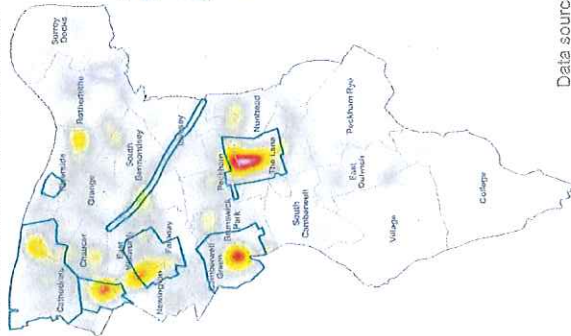 Surrey
Docks
Rotherhithe
Riverside
South
Bermondsey
Grange
Livesey
Chaucer
Cathedrals
East
Walworth
Faraday
Newington
Peckham
Nunhead
The Lane
Brunswick
Park
Camberwell
Green
South
Camberwell
Peckham Rye
East
Dulwich
Village
College
Data sourc